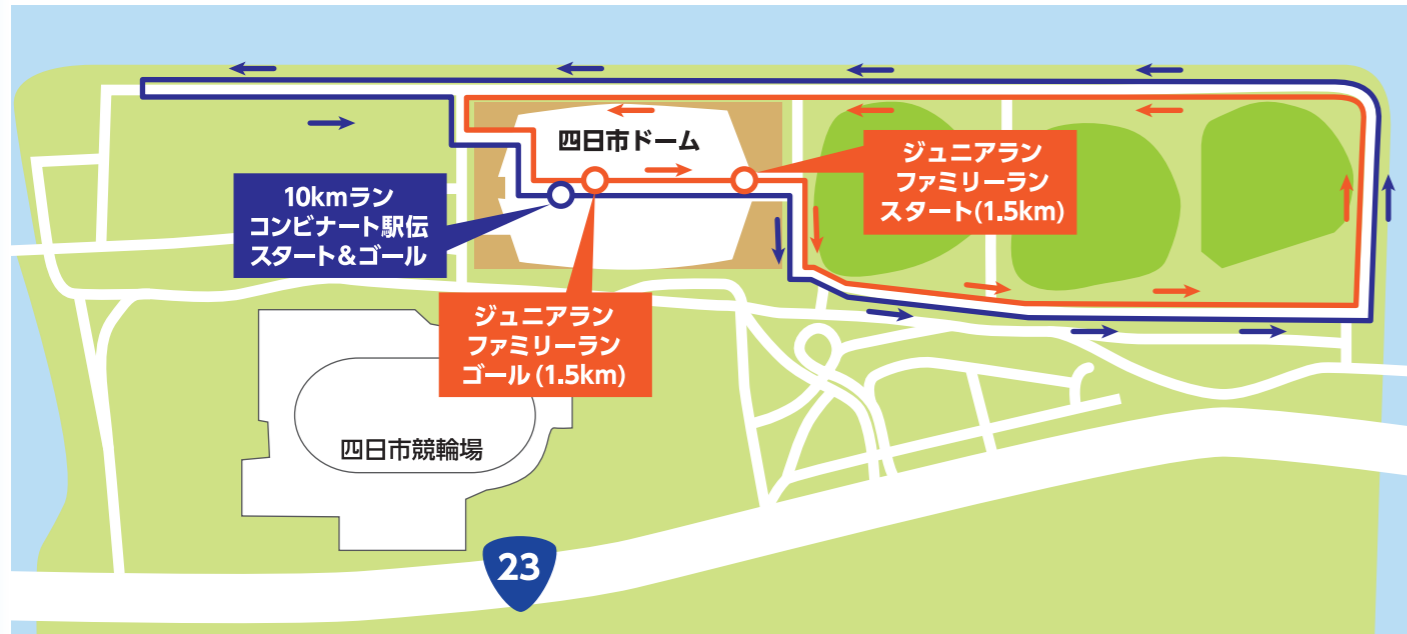 四日市ドーム
ジュニアラン
ファミリーラン
スタート(1.5km)
10kmラン
コンビナート駅伝
スタート&ゴール
ジュニアラン
ファミリーラン
ゴール(1.5km)
四日市競輪場
23